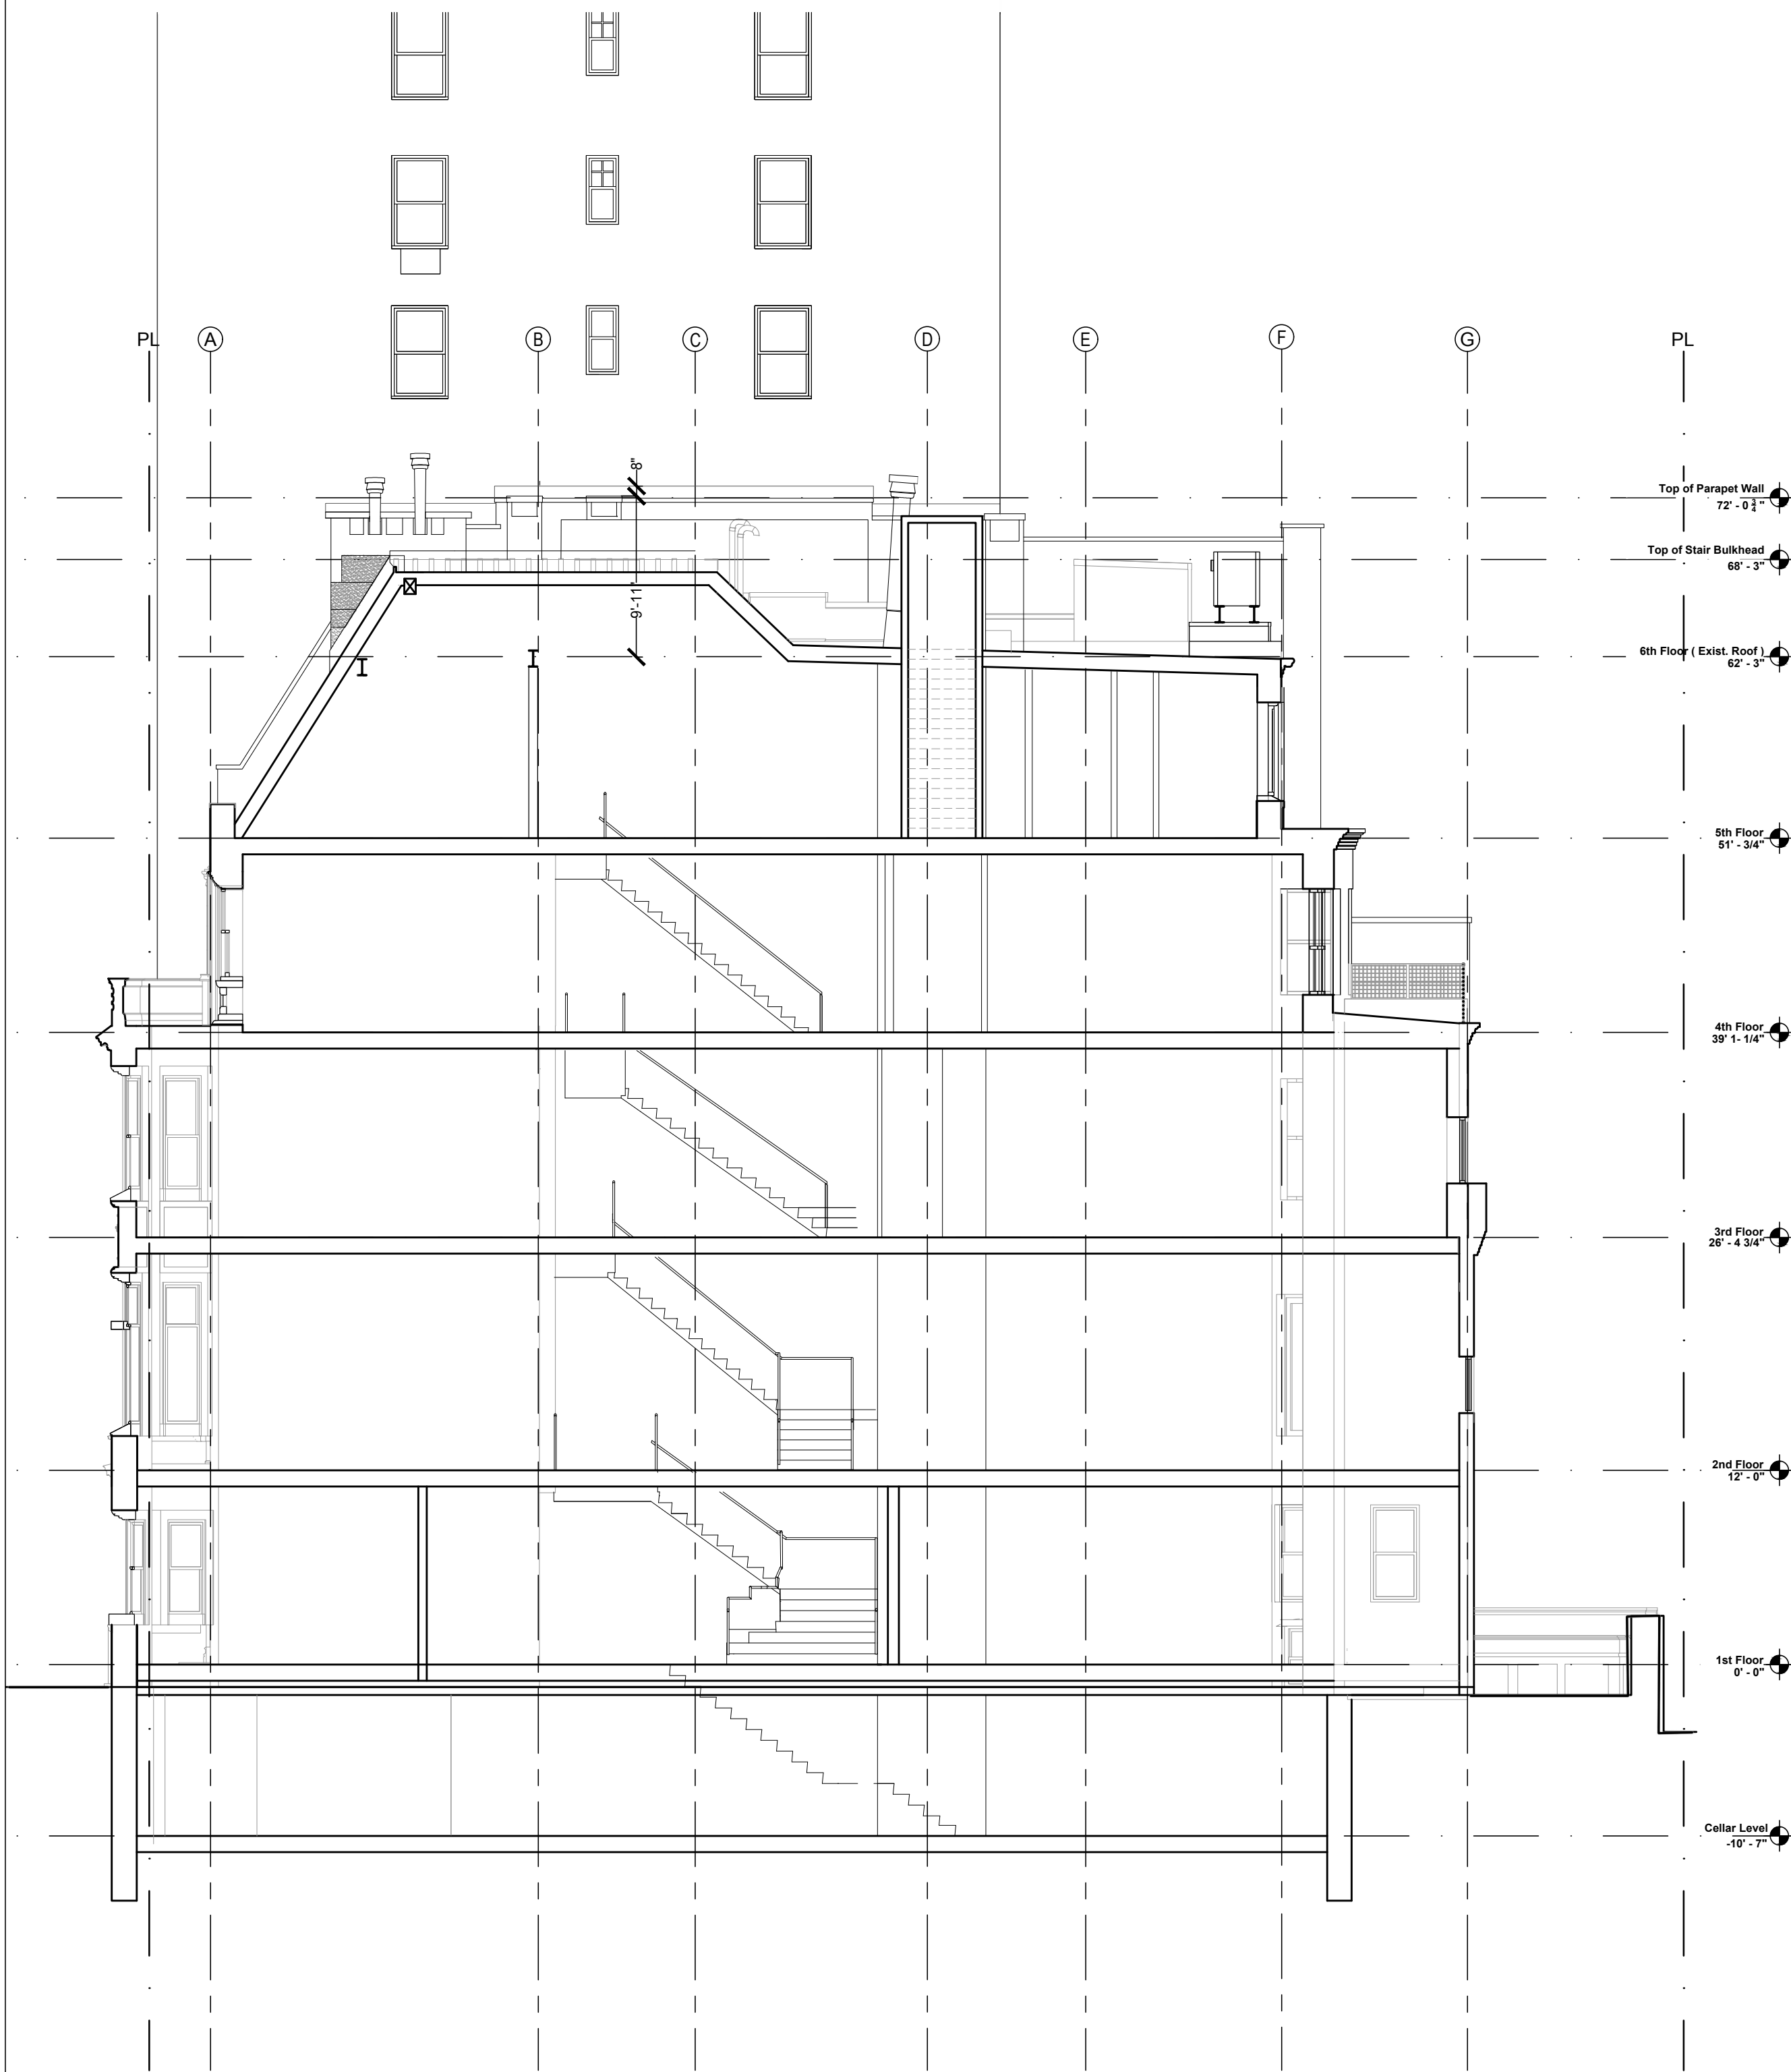 PL
A
B
C
D
E
F
G
PL
8"
9'-11"
Top of Parapet Wall
72' - 0 3/4 "
Top of Stair Bulkhead
68' - 3"
6th Floor ( Exist. Roof )
62' - 3"
5th Floor
51' - 3/4"
4th Floor
39' 1- 1/4"
3rd Floor
26' - 4 3/4"
2nd Floor
12' - 0"
1st Floor
0' - 0"
Cellar Level
-10' - 7"